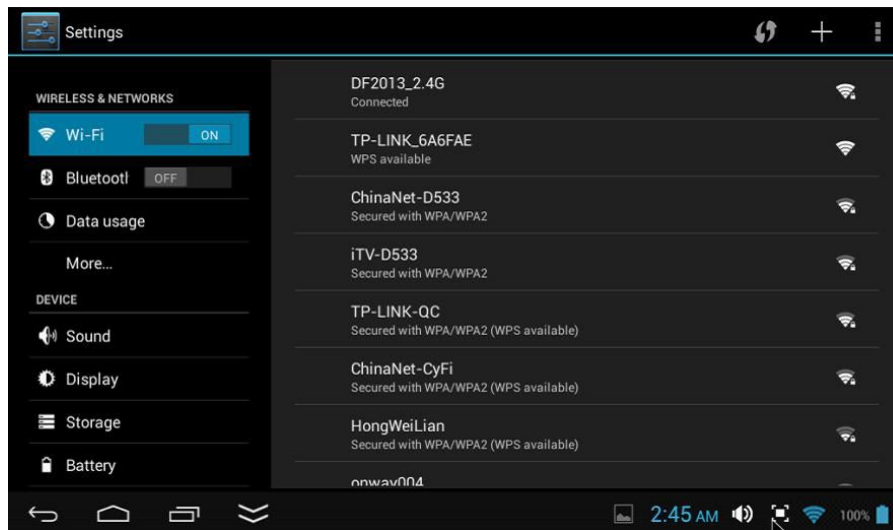 Settings
WIRELESS & NETWORKS
Wi-Fi
ON
Bluetootl
OFF
Data usage
More...
DEVICE
Sound
Display
Storage
Battery
DF2013_2.4G
Connected
TP-LINK_6A6FAE
WPS available
ChinaNet-D533
Secured with WPA/WPA2
iTV-D533
Secured with WPA/WPA2
TP-LINK-QC
Secured with WPA/WPA2 (WPS available)
ChinaNet-CyFi
Secured with WPA/WPA2 (WPS available)
HongWeiLian
Secured with WPA/WPA2 (WPS available)
onway004
2:45 AM
100%